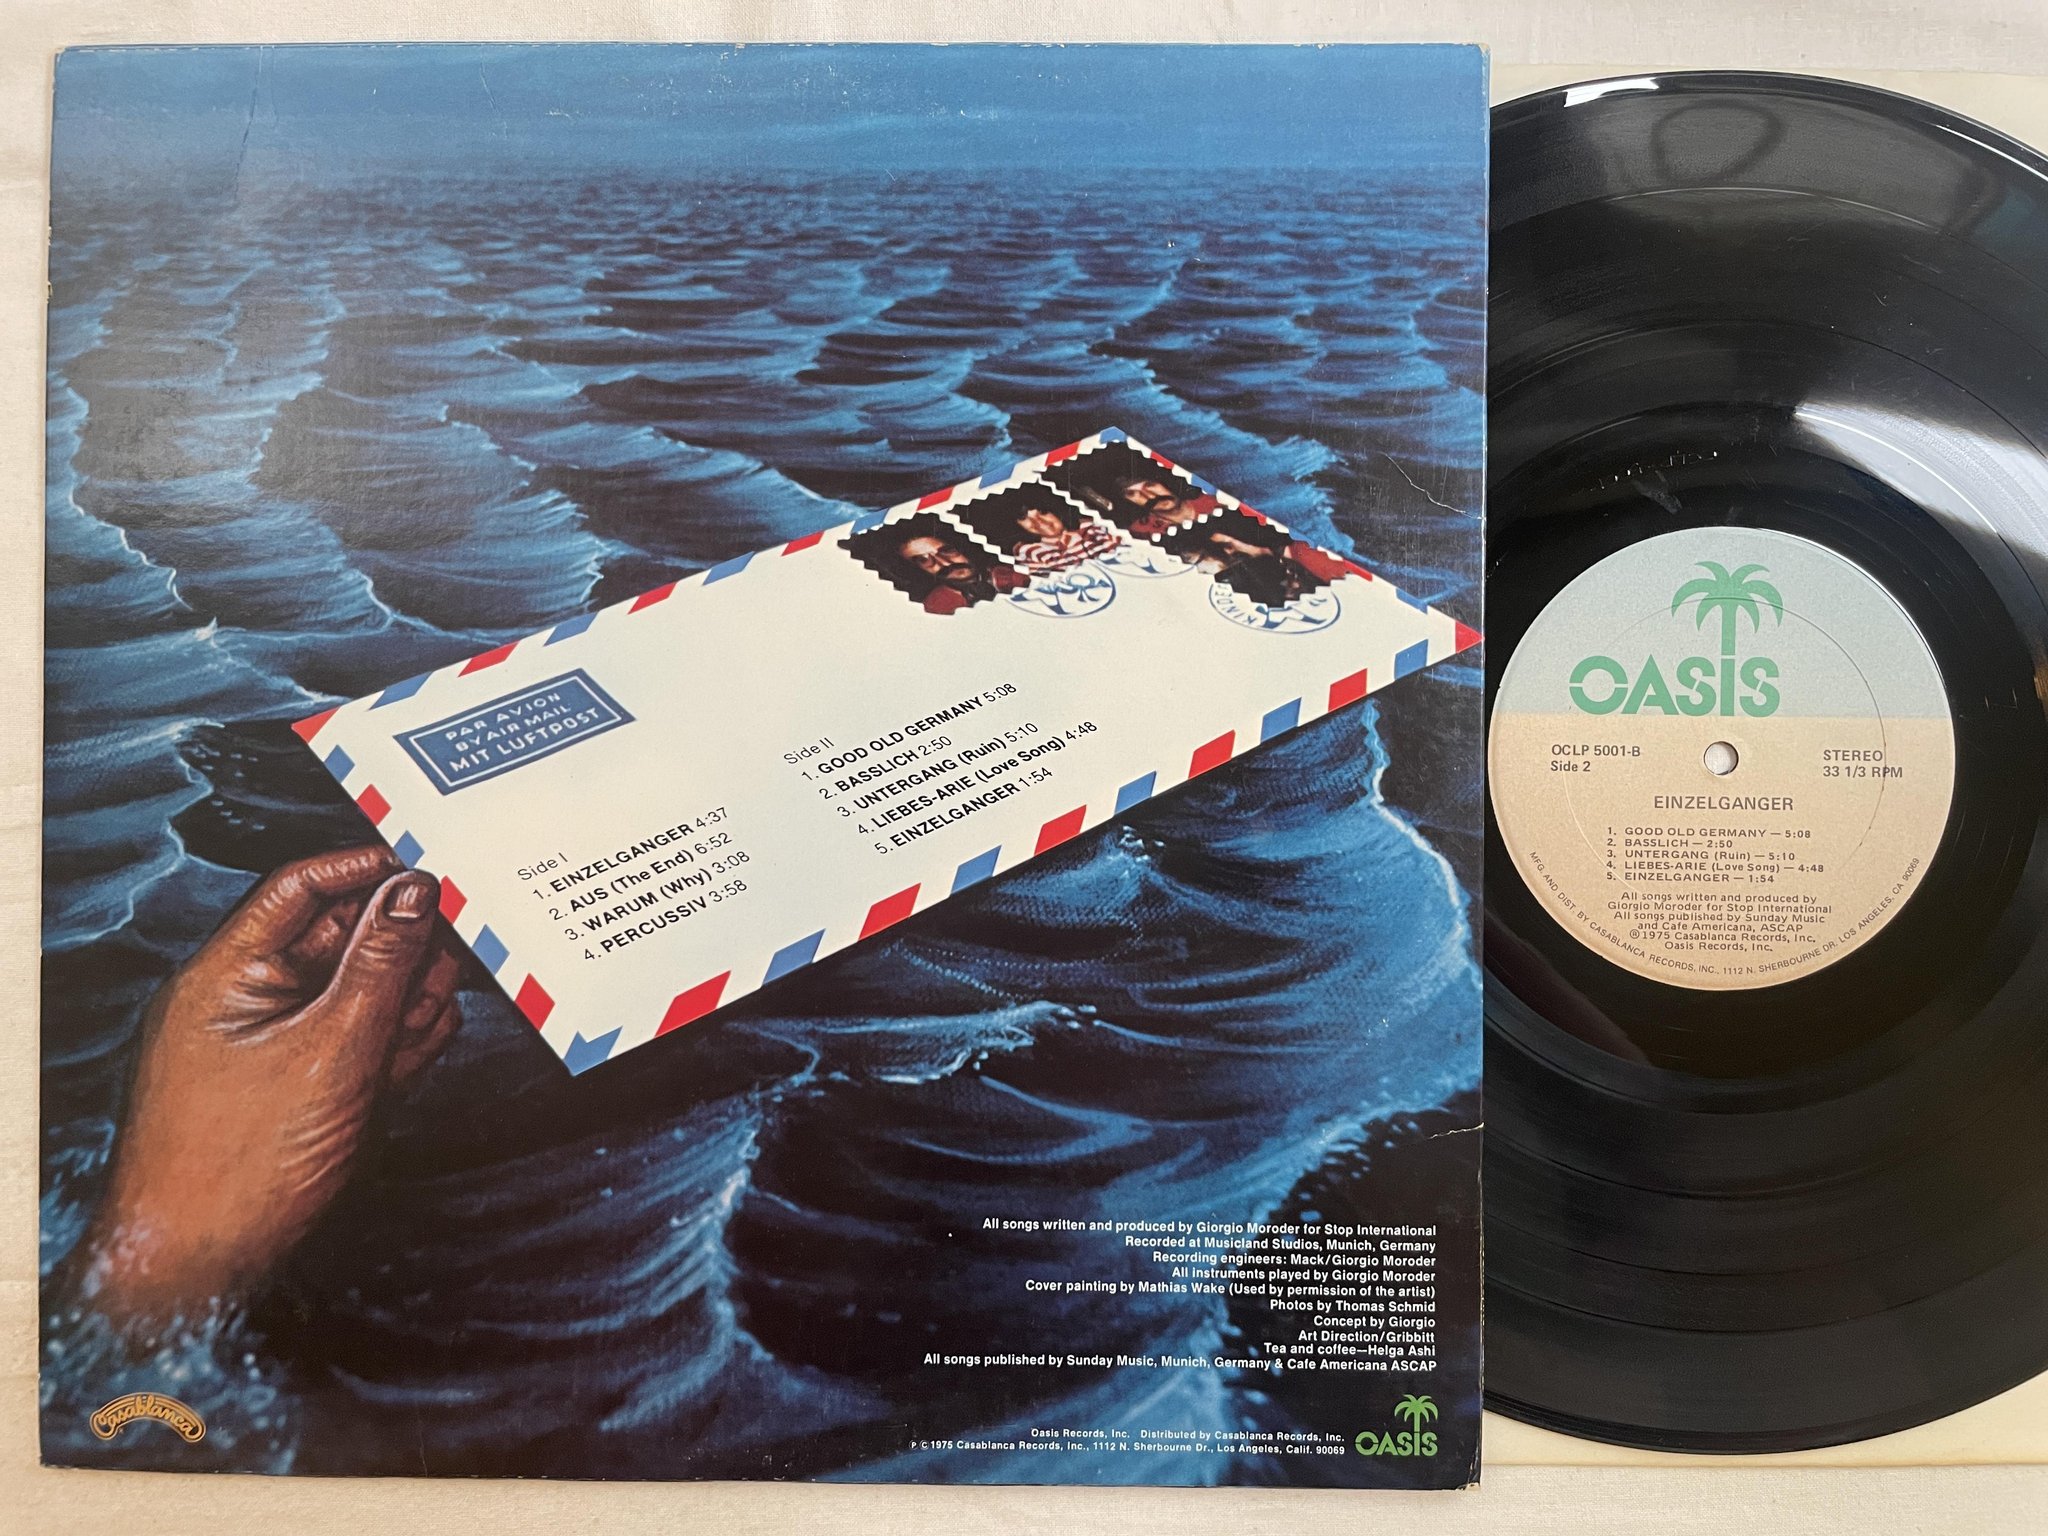 PAR AVION
BY AIR MAIL
MIT LUFTPOST
Side I
1. EINZELGANGER 4:37
2. AUS (The End) 6:52
3. WARUM (Why) 3:08
4. PERCUSSIV 3:58
Side II
1. GOOD OLD GERMANY 5:08
2. BASSLICH 2:50
3. UNTERGANG (Ruin) 5:10
4. LIEBES-ARIE (Love Song) 4:48
5. EINZELGANGER 1:54
All songs written and produced by Giorgio Moroder for Stop International
Recorded at Musicland Studios, Munich, Germany
Recording engineers: Mack/Giorgio Moroder
All instruments played by Giorgio Moroder
Cover painting by Mathias Wake (Used by permission of the artist)
Photos by Thomas Schmid
Concept by Giorgio
Art Direction/Gribbitt
Tea and coffee—Helga Ashi
All songs published by Sunday Music, Munich, Germany & Cafe Americana ASCAP
Casablanca
Oasis Records, Inc. Distributed by Casablanca Records, Inc.
℗ © 1975 Casablanca Records, Inc., 1112 N. Sherbourne Dr., Los Angeles, Calif. 90069
OASIS
OASIS
OCLP 5001-B
Side 2
STEREO
33 1/3 RPM
EINZELGANGER
1. GOOD OLD GERMANY — 5:08
2. BASSLICH — 2:50
3. UNTERGANG (Ruin) — 5:10
4. LIEBES-ARIE (Love Song) — 4:48
5. EINZELGANGER — 1:54
All songs written and produced by
Giorgio Moroder for Stop International
All songs published by Sunday Music
and Cafe Americana, ASCAP
℗1975 Casablanca Records, Inc.
Oasis Records, Inc.
MFG. AND DIST. BY CASABLANCA RECORDS, INC., 1112 N. SHERBOURNE DR. LOS ANGELES, CA 90069